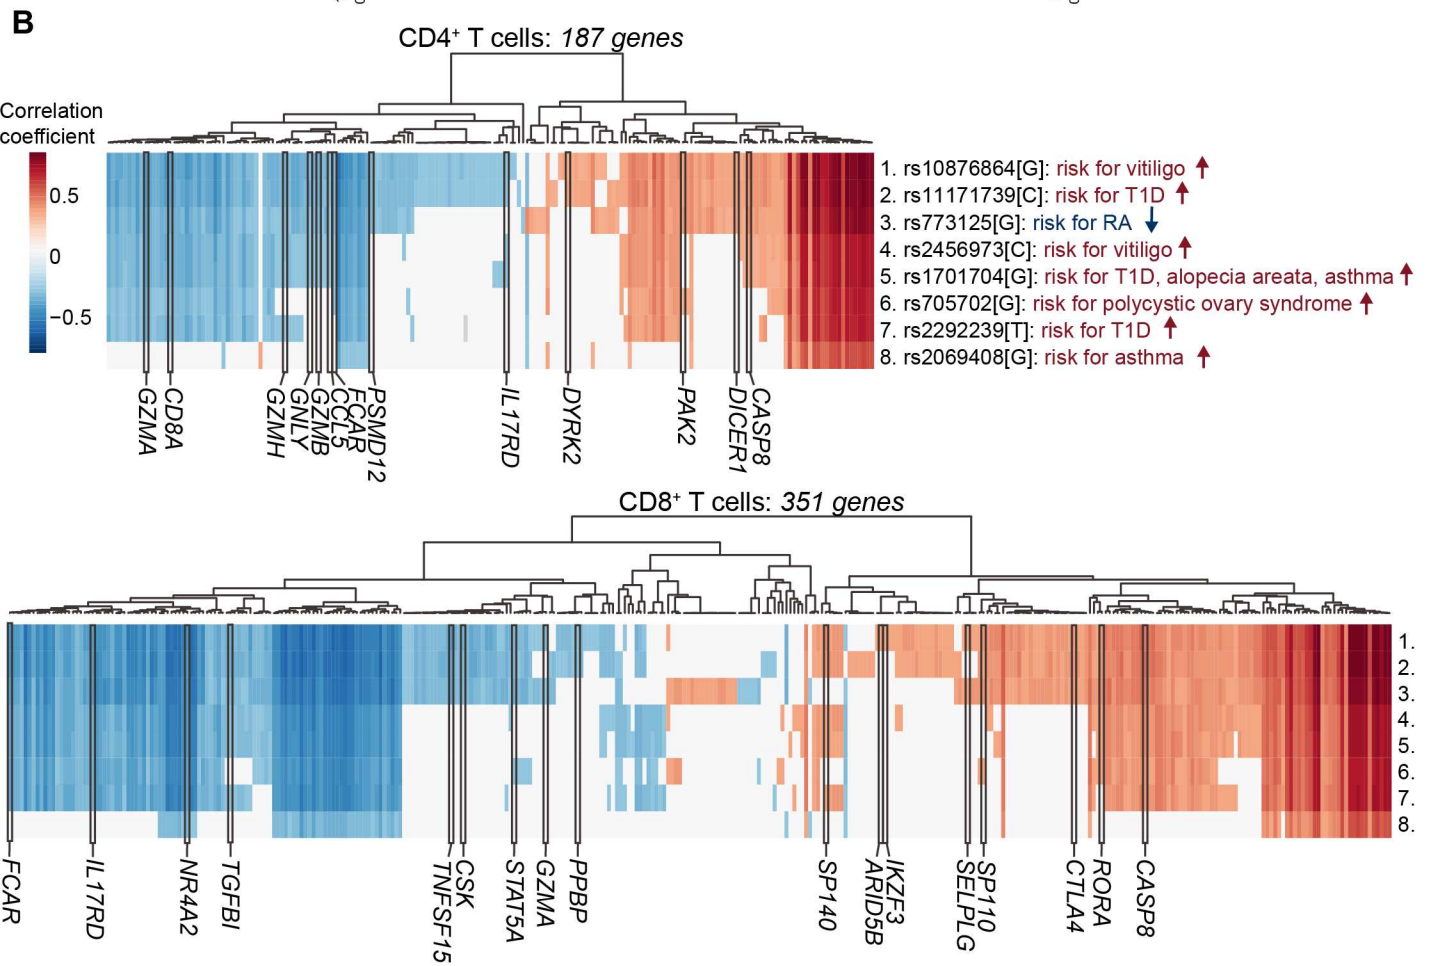 B
CD4+ T cells: 187 genes
Correlation
coefficient
0.5
0
−0.5
1. rs10876864[G]: risk for vitiligo ↑
2. rs11171739[C]: risk for T1D ↑
3. rs773125[G]: risk for RA ↓
4. rs2456973[C]: risk for vitiligo ↑
5. rs1701704[G]: risk for T1D, alopecia areata, asthma ↑
6. rs705702[G]: risk for polycystic ovary syndrome ↑
7. rs2292239[T]: risk for T1D ↑
8. rs2069408[G]: risk for asthma ↑
GZMA
CD8A
GZMH
GNLY
GZMB
CCL5
FCAR
PSMD12
IL17RD
DYRK2
PAK2
DICER1
CASP8
CD8+ T cells: 351 genes
1.
2.
3.
4.
5.
6.
7.
8.
FCAR
IL17RD
NR4A2
TGFBI
TNFSF15
CSK
STAT5A
GZMA
PPBP
SP140
ARID5B
IKZF3
SELPLG
SP110
CTLA4
RORA
CASP8